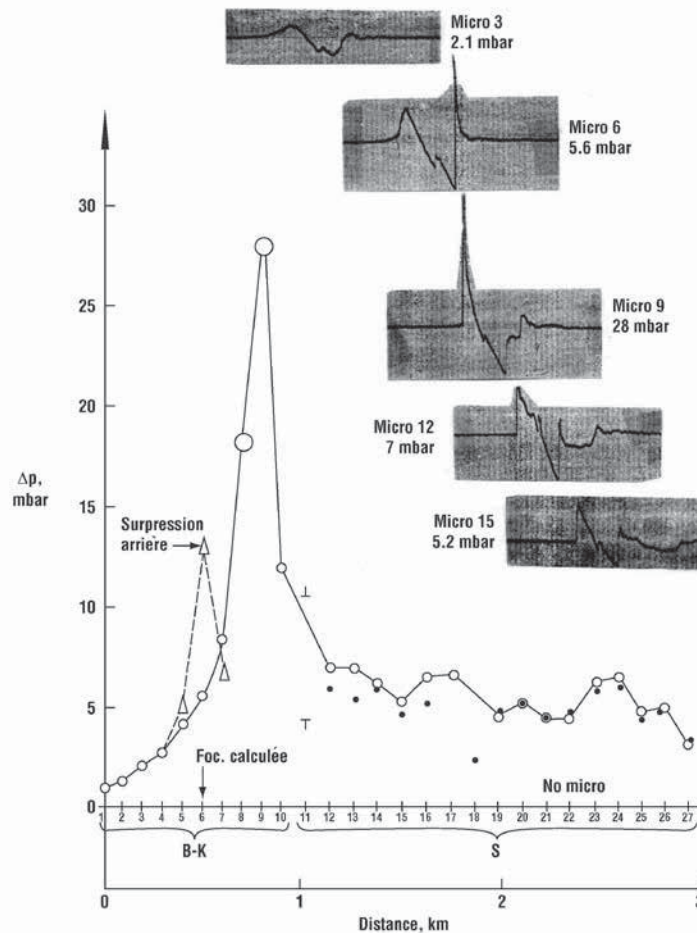 Micro 3
2.1 mbar
Micro 6
5.6 mbar
30
25
Micro 9
28 mbar
20
Micro 12
7 mbar
Δp,
mbar
15
Surpression
arrière
Micro 15
5.2 mbar
10
5
Foc. calculée
No micro
0
1 2 3 4 5 6 7 8 9 10 11 12 13 14 15 16 17 18 19 20 21 22 23 24 25 26 27
B-K
S
0 1 2
Distance, km